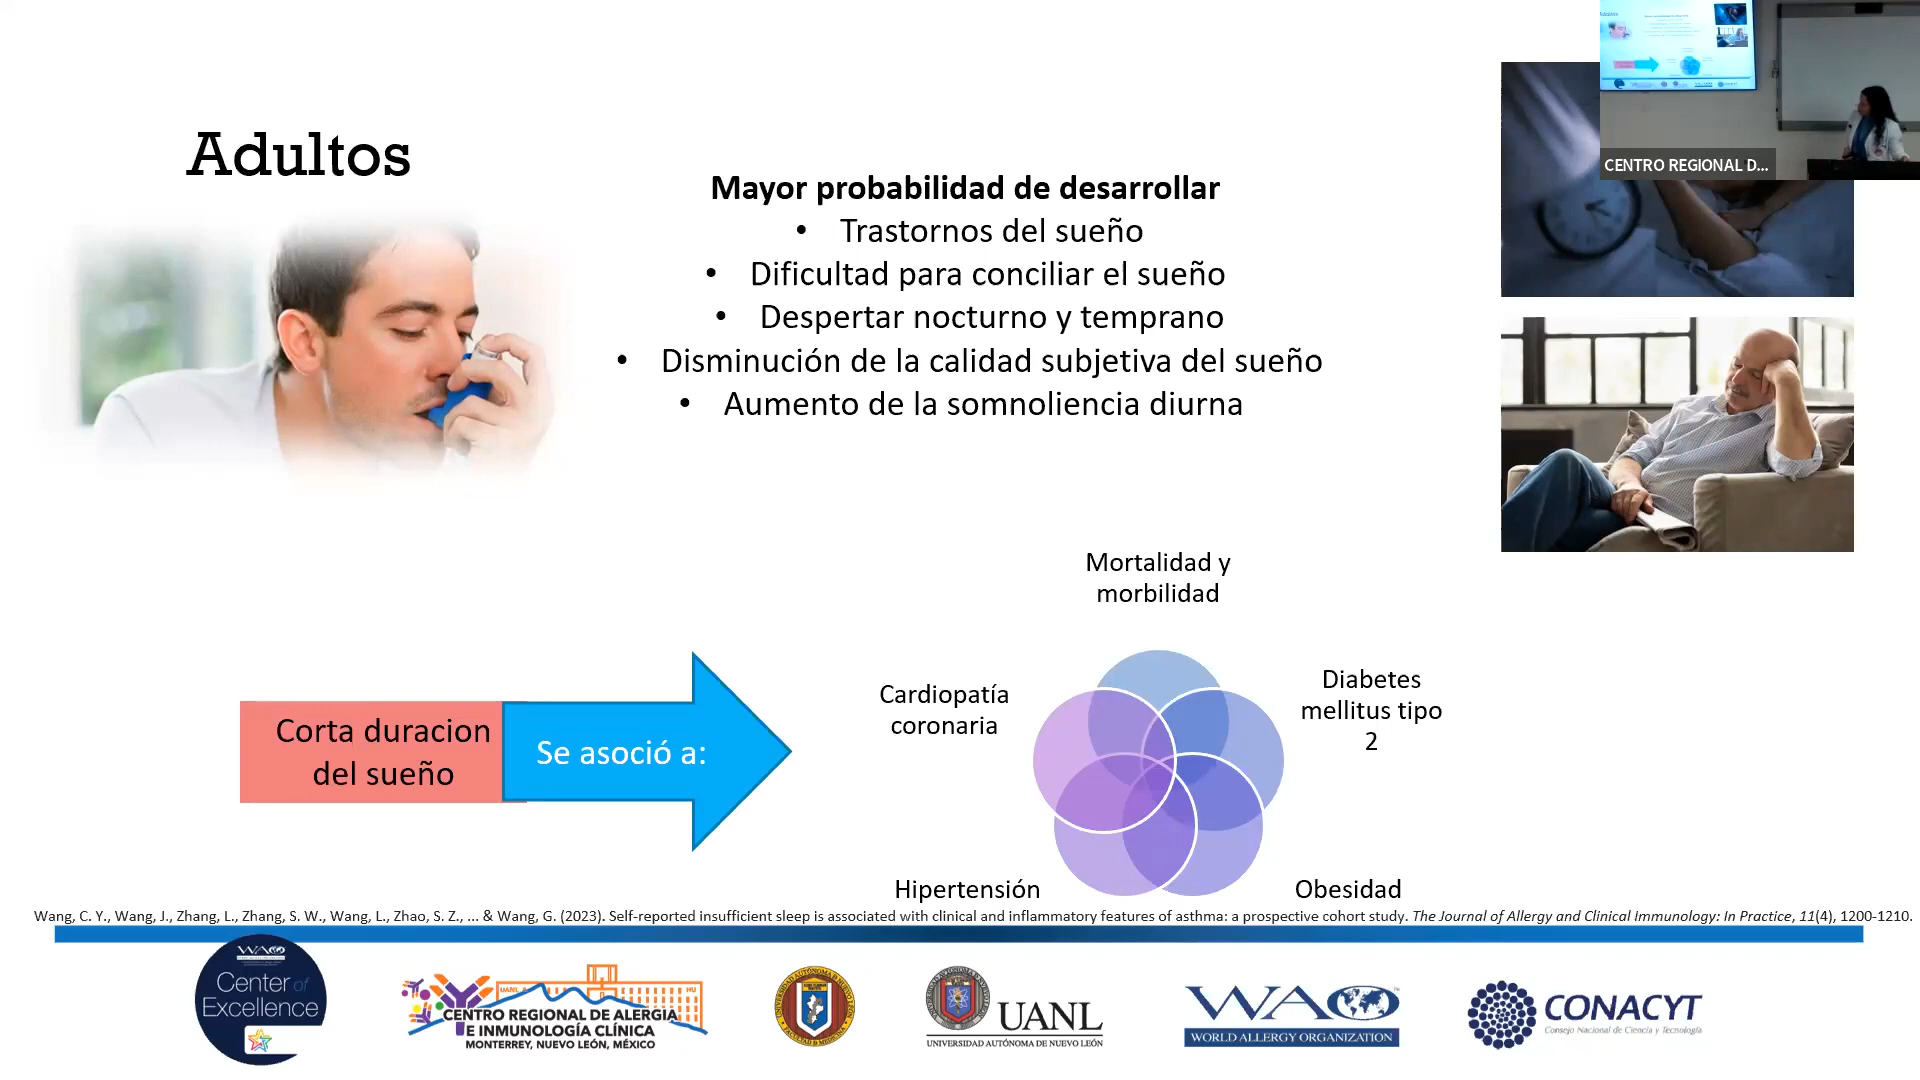 CENTRO REGIONAL D...
Adultos
Mayor probabilidad de desarrollar
• Trastornos del sueño
• Dificultad para conciliar el sueño
• Despertar nocturno y temprano
• Disminución de la calidad subjetiva del sueño
• Aumento de la somnoliencia diurna
Corta duracion
del sueño
Se asoció a:
Mortalidad y
morbilidad
Diabetes
mellitus tipo
2
Obesidad
Hipertensión
Cardiopatía
coronaria
Wang, C. Y., Wang, J., Zhang, L., Zhang, S. W., Wang, L., Zhao, S. Z., ... & Wang, G. (2023). Self-reported insufficient sleep is associated with clinical and inflammatory features of asthma: a prospective cohort study. The Journal of Allergy and Clinical Immunology: In Practice, 11(4), 1200-1210.
WAO
Center of
Excellence
UANL
HU
CENTRO REGIONAL DE ALERGIA
E INMUNOLOGÍA CLÍNICA
MONTERREY, NUEVO LEÓN, MÉXICO
UANL
UNIVERSIDAD AUTÓNOMA DE NUEVO LEÓN
WAO
WORLD ALLERGY ORGANIZATION
CONACYT
Consejo Nacional de Ciencia y Tecnología